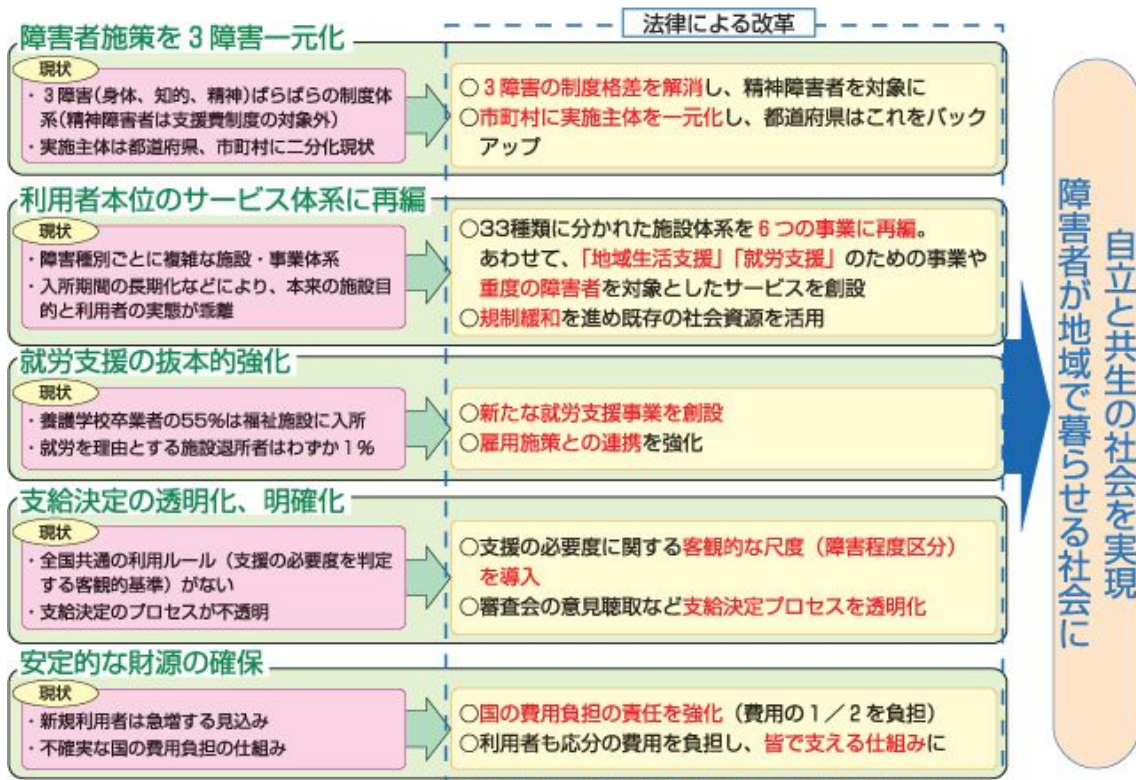 法律による改革
障害者施策を3障害一元化
現状
・3障害(身体、知的、精神)ばらばらの制度体
系(精神障害者は支援費制度の対象外)
・実施主体は都道府県、市町村に二分化現状
○3障害の制度格差を解消し、精神障害者を対象に
○市町村に実施主体を一元化し、都道府県はこれをバック
アップ
利用者本位のサービス体系に再編
現状
・障害種別ごとに複雑な施設・事業体系
・入所期間の長期化などにより、本来の施設目
的と利用者の実態が乖離
○33種類に分かれた施設体系を6つの事業に再編。
あわせて、「地域生活支援」「就労支援」のための事業や
重度の障害者を対象としたサービスを創設
○規制緩和を進め既存の社会資源を活用
就労支援の抜本的強化
現状
・養護学校卒業者の55%は福祉施設に入所
・就労を理由とする施設退所者はわずか1%
○新たな就労支援事業を創設
○雇用施策との連携を強化
支給決定の透明化、明確化
現状
・全国共通の利用ルール(支援の必要度を判定
する客観的基準)がない
・支給決定のプロセスが不透明
○支援の必要度に関する客観的な尺度(障害程度区分)
を導入
○審査会の意見聴取など支給決定プロセスを透明化
安定的な財源の確保
現状
・新規利用者は急増する見込み
・不確実な国の費用負担の仕組み
○国の費用負担の責任を強化(費用の1/2を負担)
○利用者も応分の費用を負担し、皆で支える仕組みに
障害者が地域で暮らせる社会に
自立と共生の社会を実現